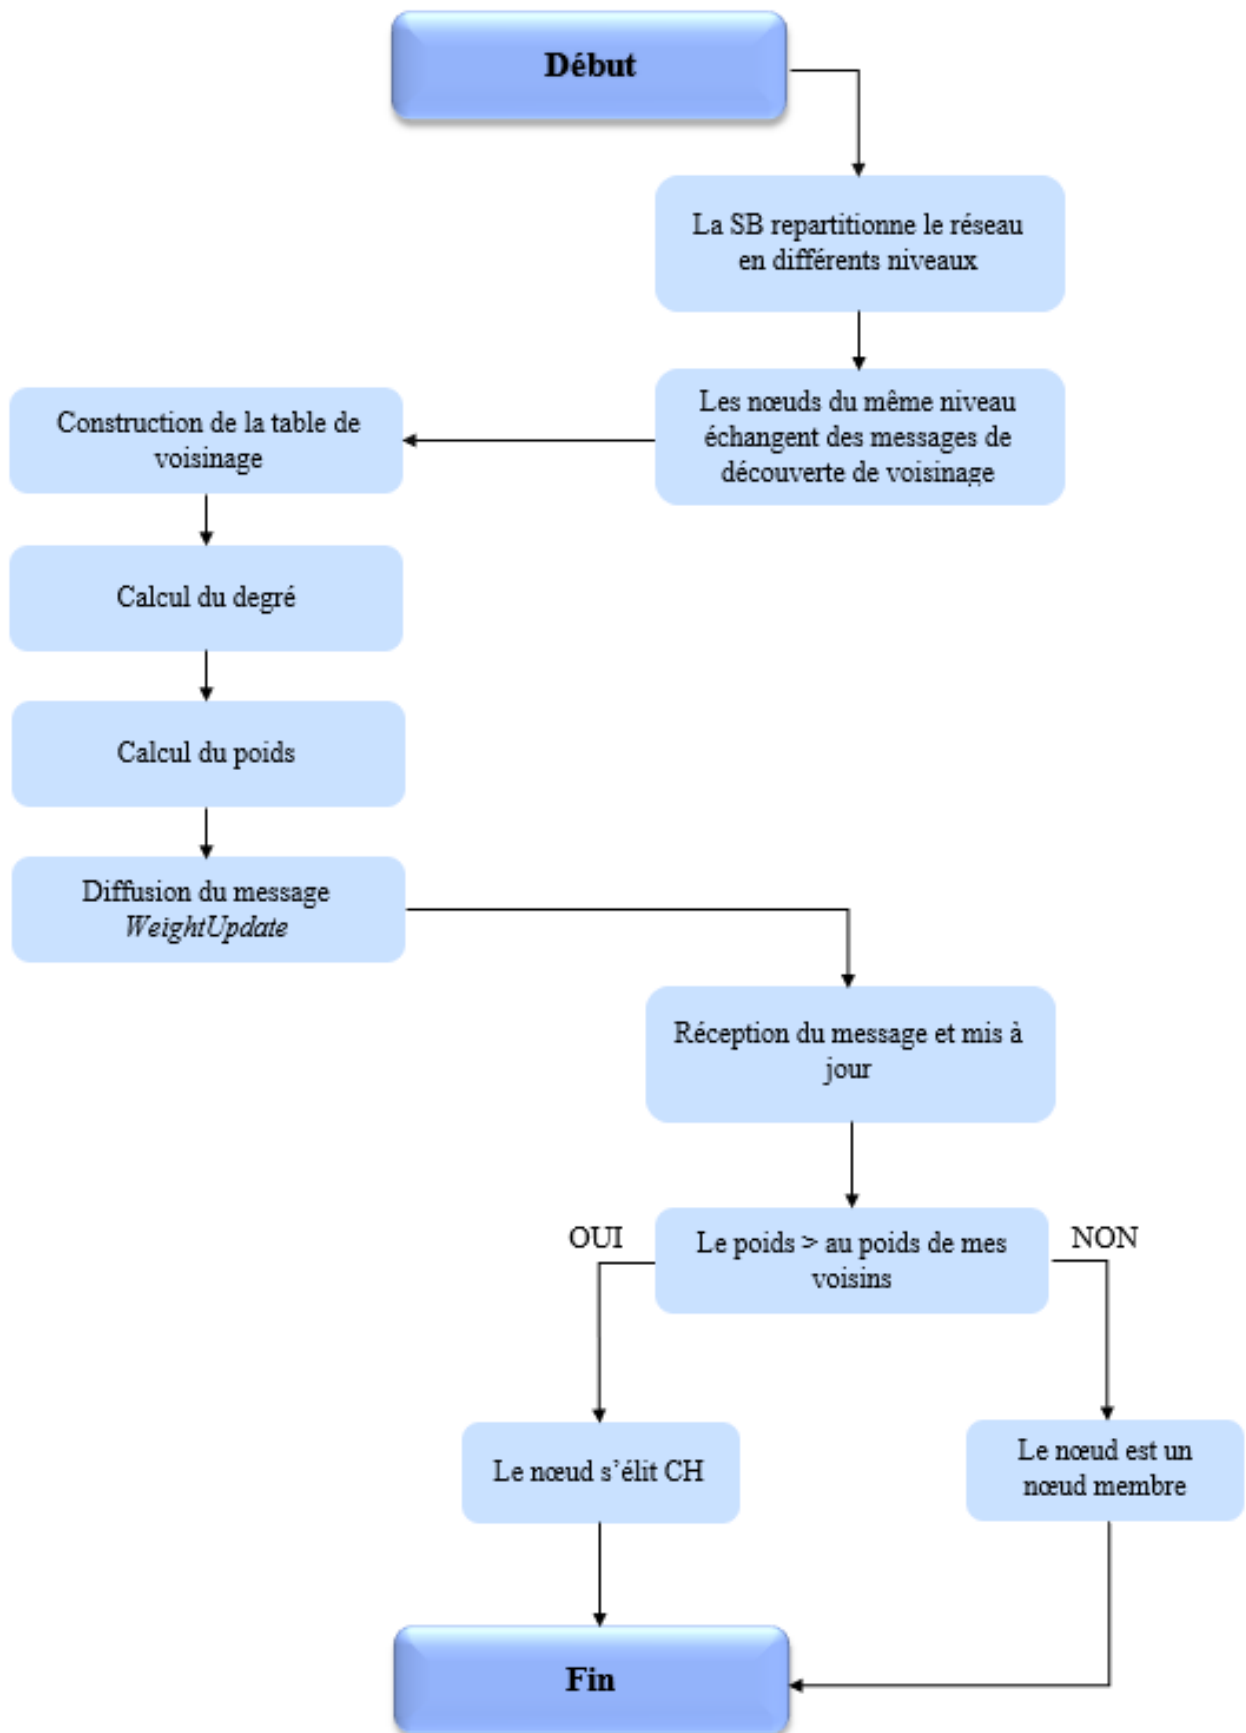 Début
La SB repartitionne le réseau
en différents niveaux
Les nœuds du même niveau
échangent des messages de
découverte de voisinage
Construction de la table de
voisinage
Calcul du degré
Calcul du poids
Diffusion du message
WeightUpdate
Réception du message et mis à
jour
OUI
Le poids > au poids de mes
voisins
NON
Le nœud s’élit CH
Le nœud est un
nœud membre
Fin